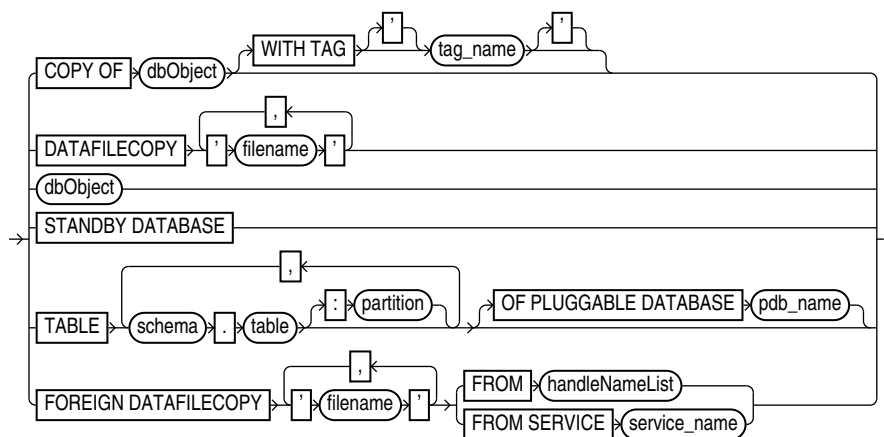 COPY OF dbObject WITH TAG ’ tag_name ’
,
DATAFILECOPY ’ filename ’
dbObject
STANDBY DATABASE
,
TABLE schema . table : partition OF PLUGGABLE DATABASE pdb_name
,
FOREIGN DATAFILECOPY ’ filename ’ FROM handleNameList
FROM SERVICE service_name